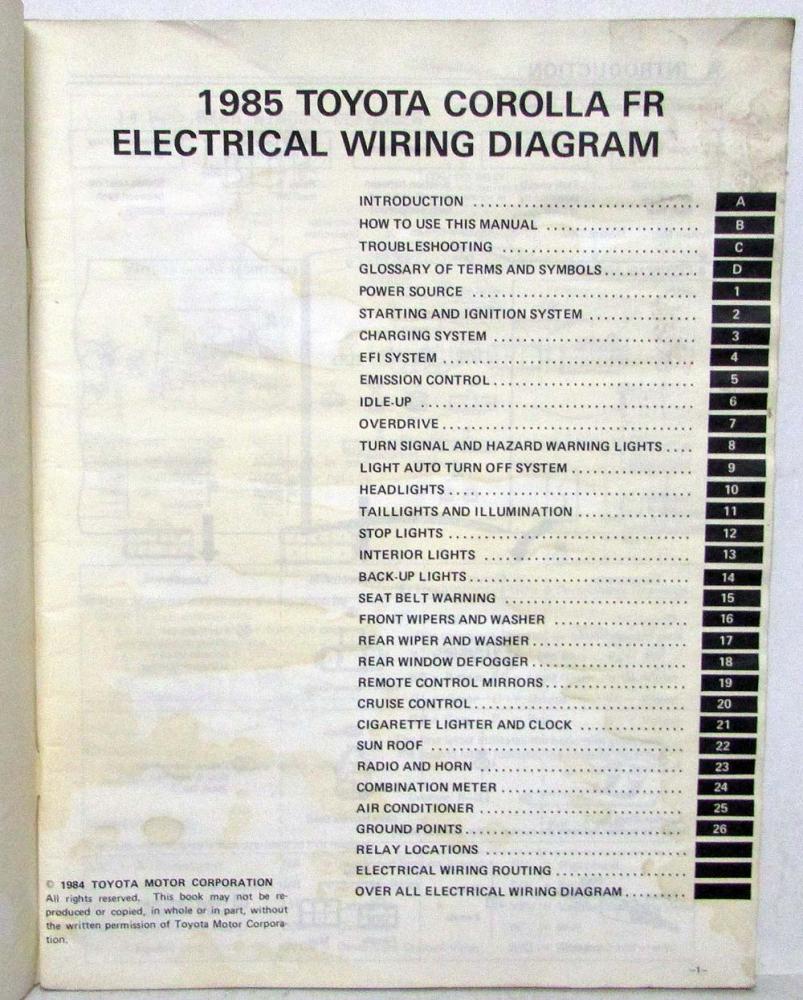 1985 TOYOTA COROLLA FR
ELECTRICAL WIRING DIAGRAM
INTRODUCTION ........................ A
HOW TO USE THIS MANUAL ........................ B
TROUBLESHOOTING ........................ C
GLOSSARY OF TERMS AND SYMBOLS ............. D
POWER SOURCE ........................ 1
STARTING AND IGNITION SYSTEM ............... 2
CHARGING SYSTEM ........................ 3
EFI SYSTEM ........................ 4
EMISSION CONTROL ........................ 5
IDLE-UP ........................ 6
OVERDRIVE ........................ 7
TURN SIGNAL AND HAZARD WARNING LIGHTS .... 8
LIGHT AUTO TURN OFF SYSTEM ................. 9
HEADLIGHTS ........................ 10
TAILLIGHTS AND ILLUMINATION ................ 11
STOP LIGHTS ........................ 12
INTERIOR LIGHTS ........................ 13
BACK-UP LIGHTS ........................ 14
SEAT BELT WARNING ........................ 15
FRONT WIPERS AND WASHER .................... 16
REAR WIPER AND WASHER ...................... 17
REAR WINDOW DEFOGGER ...................... 18
REMOTE CONTROL MIRRORS .................... 19
CRUISE CONTROL ........................ 20
CIGARETTE LIGHTER AND CLOCK ............... 21
SUN ROOF ........................ 22
RADIO AND HORN ........................ 23
COMBINATION METER ........................ 24
AIR CONDITIONER ........................ 25
GROUND POINTS ........................ 26
RELAY LOCATIONS ........................
ELECTRICAL WIRING ROUTING ..................
OVER ALL ELECTRICAL WIRING DIAGRAM ........
© 1984 TOYOTA MOTOR CORPORATION
All rights reserved. This book may not be re-
produced or copied, in whole or in part, without
the written permission of Toyota Motor Corpora-
tion.
–1–